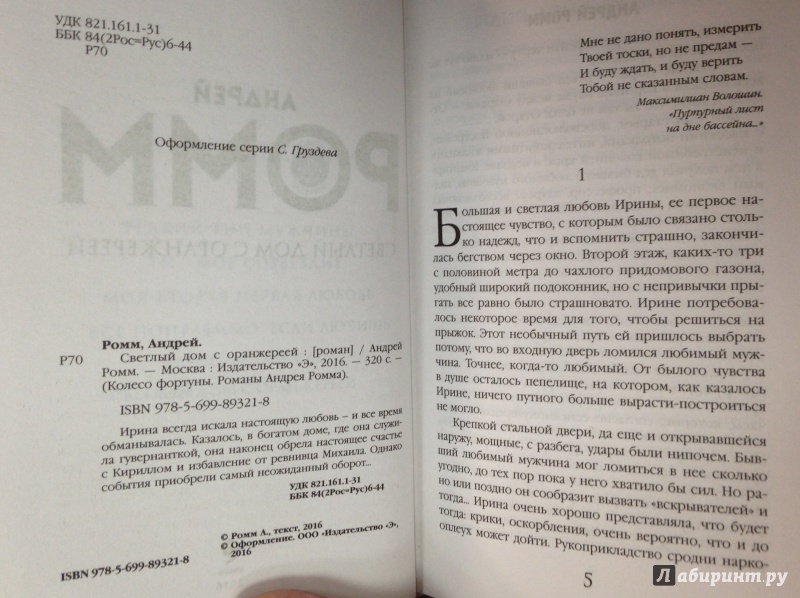 УДК 821.161.1-31
ББК 84(2Рос=Рус)6-44
Р70
Оформление серии С. Груздева
Ромм, Андрей.
Р70 Светлый дом с оранжереей : [роман] / Андрей
Ромм. — Москва : Издательство «Э», 2016. — 320 с. —
(Колесо фортуны. Романы Андрея Ромма).
ISBN 978-5-699-89321-8
Ирина всегда искала настоящую любовь – и все время
обманывалась. Казалось, в богатом доме, где она служи-
ла гувернанткой, она наконец обрела настоящее счастье
с Кириллом и избавление от ревнивца Михаила. Однако
события приобрели самый неожиданный оборот...
УДК 821.161.1-31
ББК 84(2Рос=Рус)6-44
© Ромм А., текст, 2016
© Оформление. ООО «Издательство «Э»,
2016
ISBN 978-5-699-89321-8
Мне не дано понять, измерить
Твоей тоски, но не предам —
И буду ждать, и буду верить
Тобой не сказанным словам.
Максимилиан Волошин.
«Пурпурный лист
на дне бассейна...»
1
Большая и светлая любовь Ирины, ее первое на-
стоящее чувство, с которым было связано столь-
ко надежд, что и вспомнить страшно, закончи-
лась бегством через окно. Второй этаж, каких-то три
с половиной метра до чахлого придомового газона,
удобный широкий подоконник, но с непривычки пры-
гать все равно было страшновато. Ирине потребова-
лось некоторое время для того, чтобы решиться на
прыжок. Этот необычный путь ей пришлось выбрать
потому, что во входную дверь ломился любимый муж-
чина. Точнее, когда-то любимый. От былого чувства
в душе осталось пепелище, на котором, как казалось
Ирине, ничего путного больше вырасти-построиться
не могло.
Крепкой стальной двери, да еще и открывавшейся
наружу, мощные, с разбега, удары были нипочем. Быв-
ший любимый мужчина мог ломиться в нее сколько
угодно, до тех пор пока у него хватило бы сил. Но ра-
но или поздно он сообразит вызвать «вскрывателей» и
тогда... Ирина очень хорошо представляла, что будет
тогда: крики, оскорбления, очень вероятно, что и до
оплеух может дойти. Рукоприкладство сродни нарко-
5
Лабиринт.ру